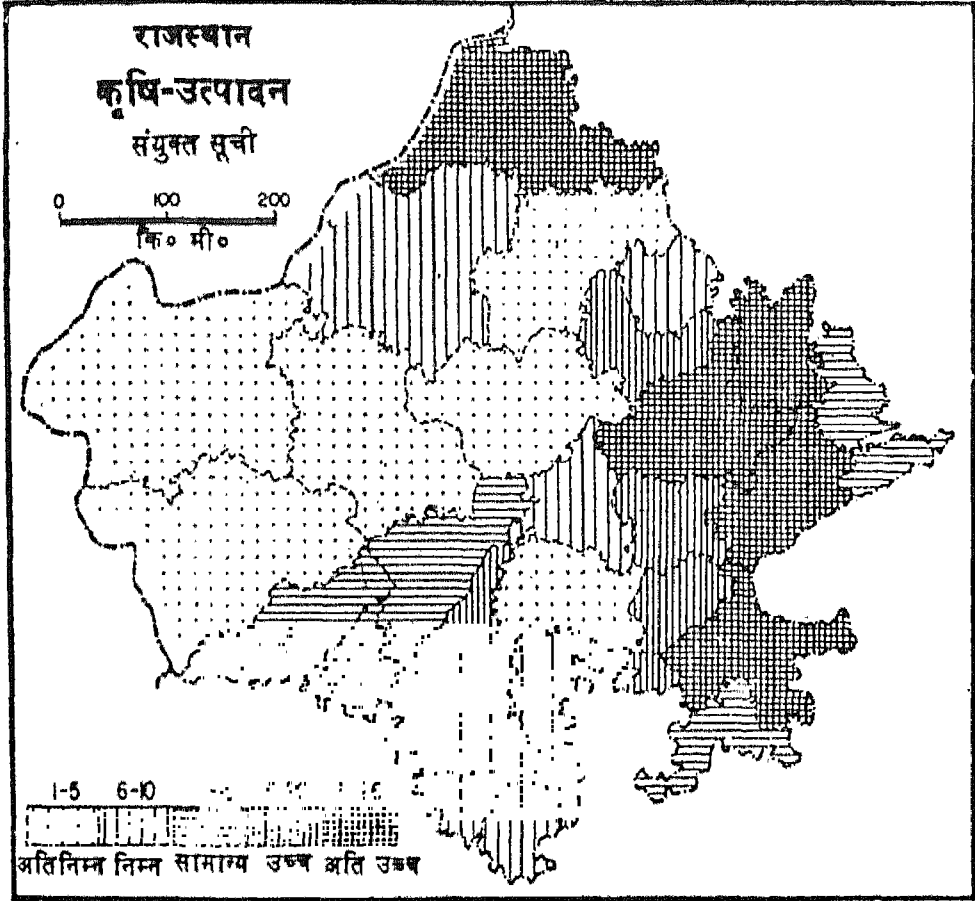 राजस्थान
कृषि-उत्पादन
संयुक्त सूची
0 100 200
कि० मी०
1-5 6-10
अतिनिम्न निम्न सामान्य उच्च अति उच्च